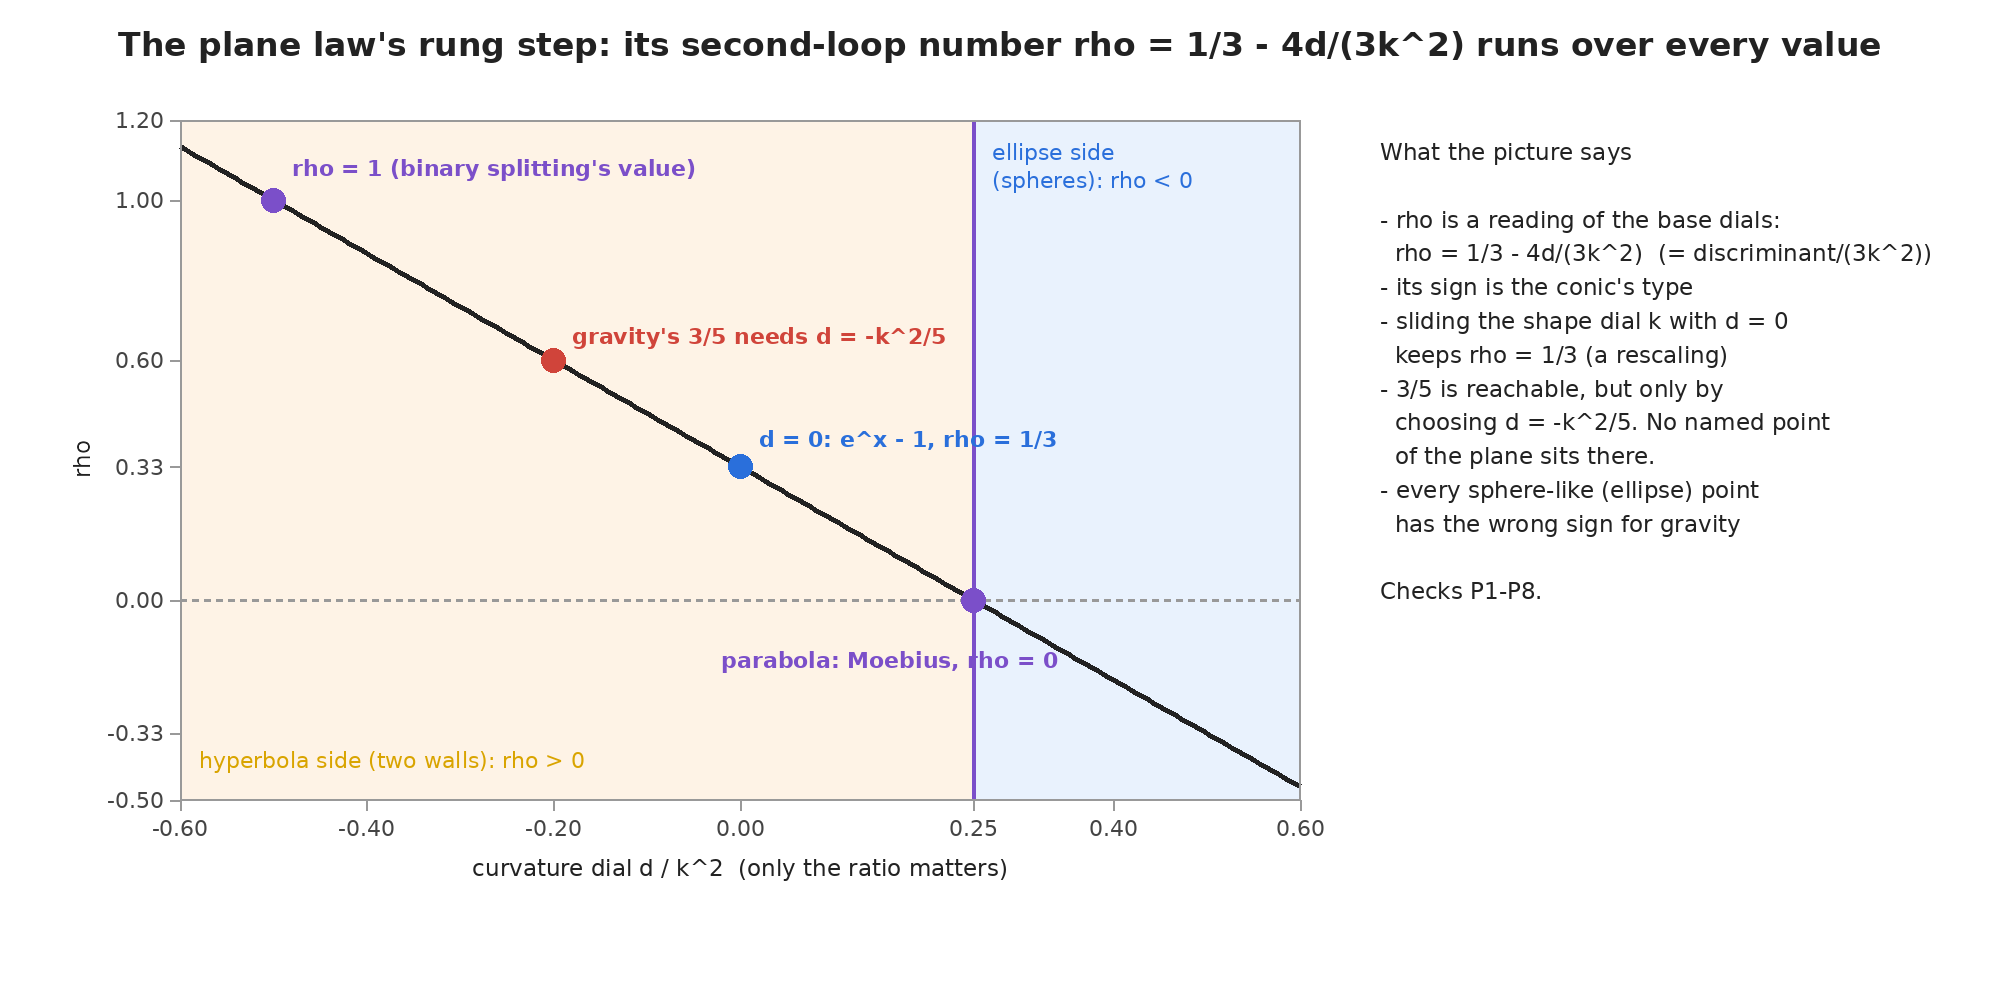 The plane law's rung step: its second-loop number rho = 1/3 - 4d/(3k^2) runs over every value
1.20
1.00
0.60
0.33
0.00
-0.33
-0.50
rho
rho = 1 (binary splitting's value)
gravity's 3/5 needs d = -k^2/5
d = 0: e^x - 1, rho = 1/3
parabola: Moebius, rho = 0
hyperbola side (two walls): rho > 0
ellipse side
(spheres): rho < 0
-0.60
-0.40
-0.20
0.00
0.25
0.40
0.60
curvature dial d / k^2  (only the ratio matters)
What the picture says
- rho is a reading of the base dials:
rho = 1/3 - 4d/(3k^2)  (= discriminant/(3k^2))
- its sign is the conic's type
- sliding the shape dial k with d = 0
keeps rho = 1/3 (a rescaling)
- 3/5 is reachable, but only by
choosing d = -k^2/5. No named point
of the plane sits there.
- every sphere-like (ellipse) point
has the wrong sign for gravity
Checks P1-P8.